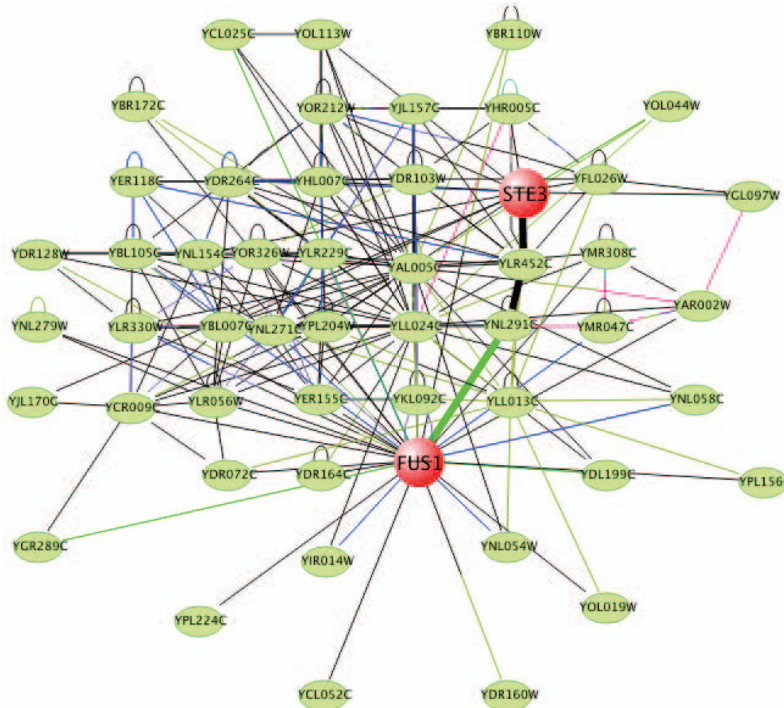 YCL025C YOL113W YBR110W
YBR172C YOR212W YJL157C YHR005C YOL044W
YER118C YDR264C YHL007C YDR103W STE3 YFL026W YGL097W
YDR128W YBL105C YNL154C YOR326W YLR229C YAL005C YLR452C YMR308C
YAR002W
YNL279W YLR330W YBL007C YNL271C YPL204W YLL024C YNL291C YMR047C
YJL170C YCR009C YLR056W YER155C YKL092C YLL013C YNL058C
YDR072C YDR164C FUS1 YDL199C YPL156C
YGR289C YIR014W YNL054W
YPL224C YOL019W
YCL052C YDR160W